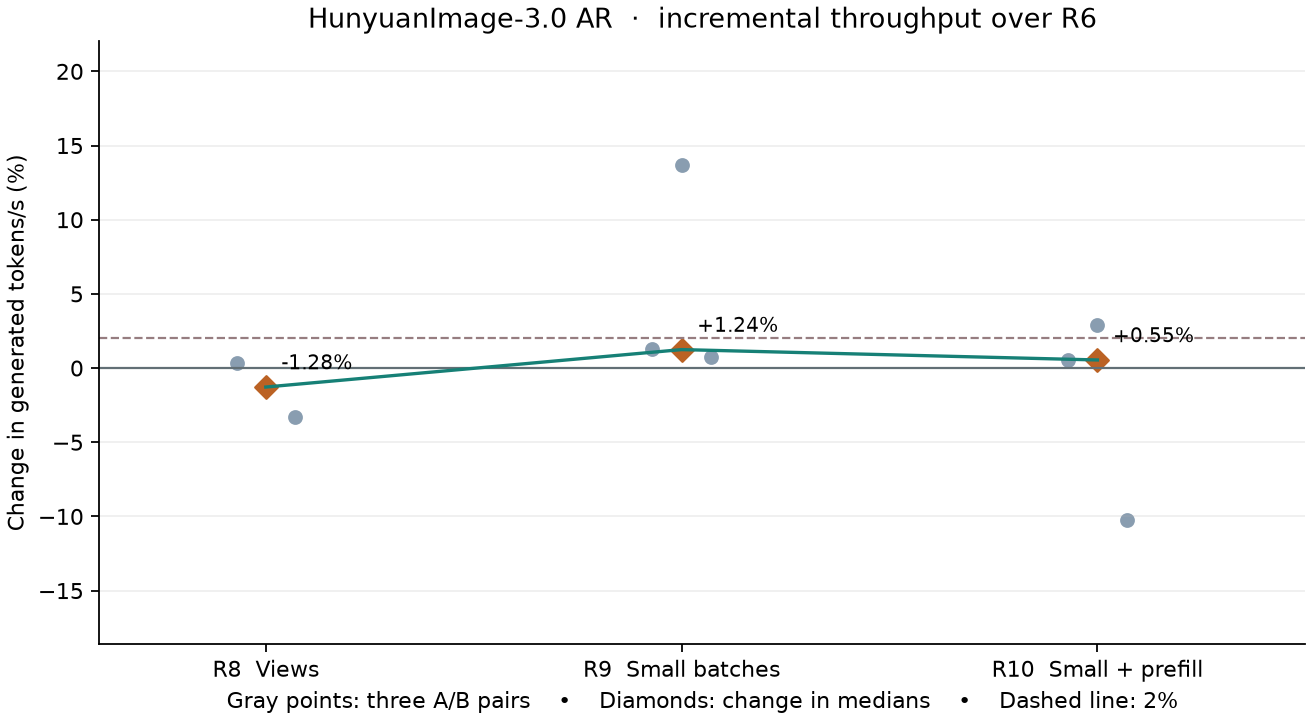 HunyuanImage-3.0 AR · incremental throughput over R6
Change in generated tokens/s (%)
20
15
10
5
0
−5
−10
−15
-1.28%
+1.24%
+0.55%
R8 Views
R9 Small batches
R10 Small + prefill
Gray points: three A/B pairs • Diamonds: change in medians • Dashed line: 2%